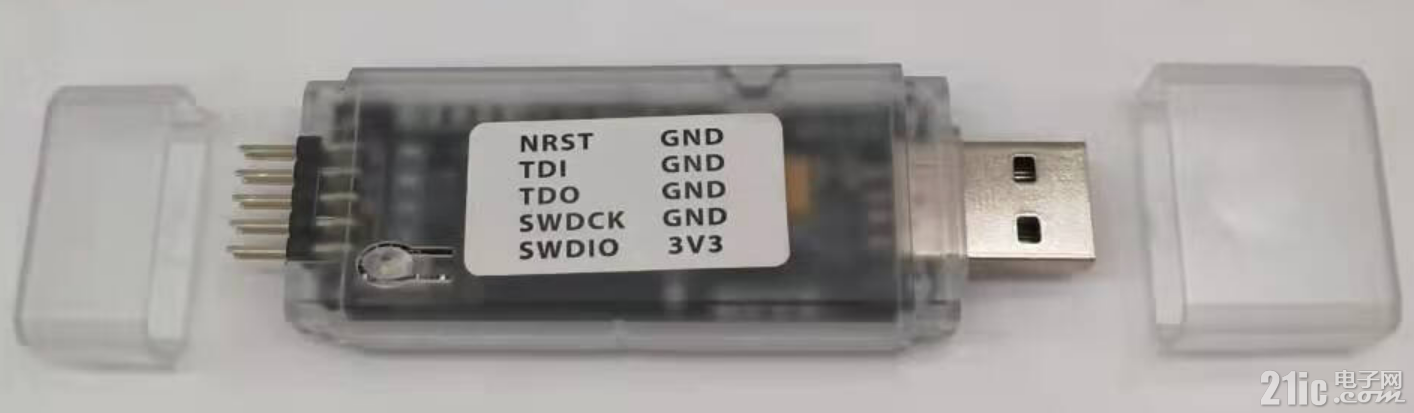 NRST GND
TDI GND
TDO GND
SWDCK GND
SWDIO 3V3
21ic 电子网
.com